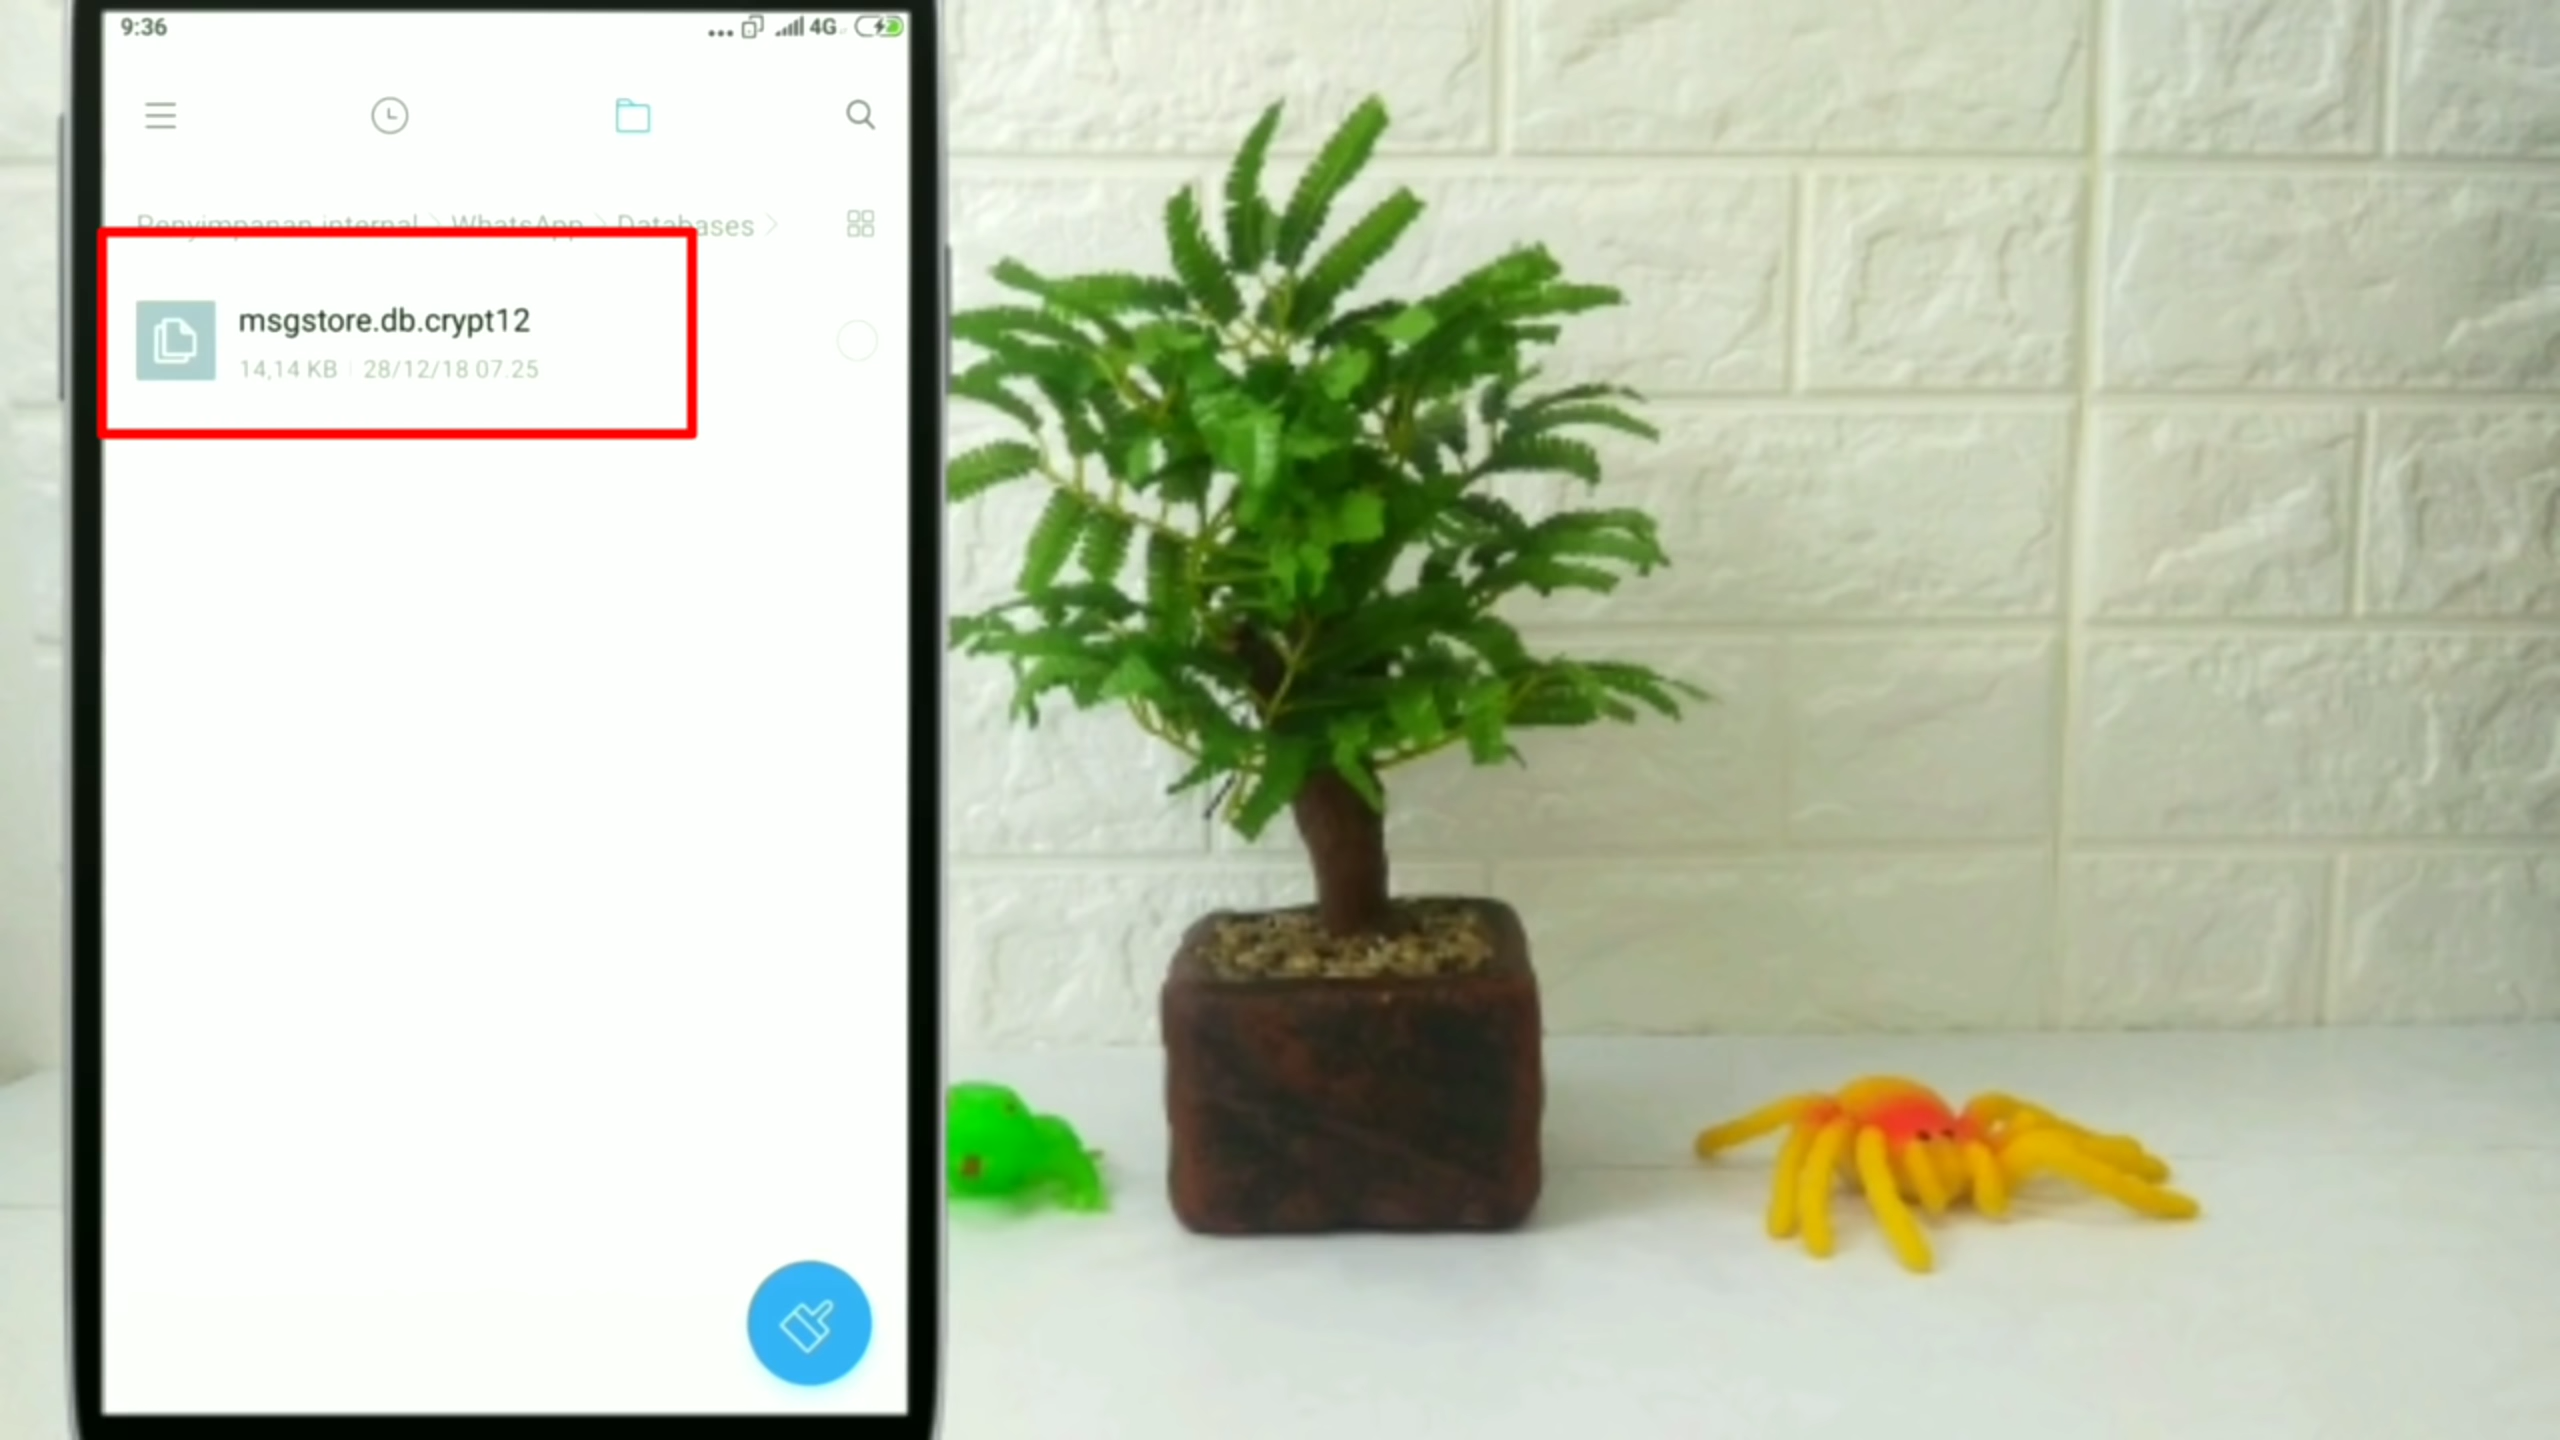 9:36
4G
Penyimpanan internal > WhatsApp > Databases >
msgstore.db.crypt12
14,14 KB | 28/12/18 07.25